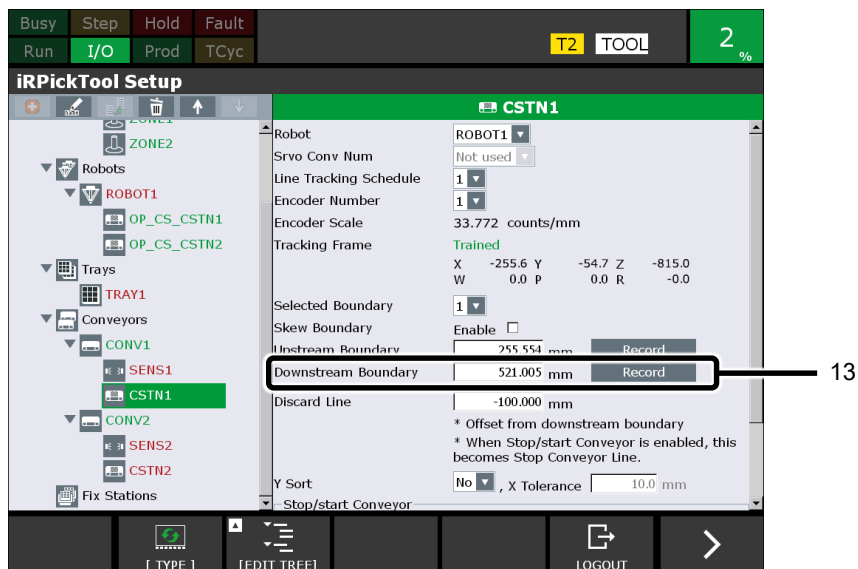 Busy Step Hold Fault
Run I/O Prod TCyc
T2 TOOL 2 %
iRPickTool Setup
CSTN1
ZONE1
ZONE2
Robots
ROBOT1
OP_CS_CSTN1
OP_CS_CSTN2
Trays
TRAY1
Conveyors
CONV1
SENS1
CSTN1
CONV2
SENS2
CSTN2
Fix Stations
Robot ROBOT1
Srvo Conv Num Not used
Line Tracking Schedule 1
Encoder Number 1
Encoder Scale 33.772 counts/mm
Tracking Frame Trained
X -255.6 Y -54.7 Z -815.0
W 0.0 P 0.0 R -0.0
Selected Boundary 1
Skew Boundary Enable
Upstream Boundary 255.554 mm Record
Downstream Boundary 521.005 mm Record
13
Discard Line -100.000 mm
* Offset from downstream boundary
* When Stop/start Conveyor is enabled, this
becomes Stop Conveyor Line.
Y Sort No , X Tolerance 10.0 mm
Stop/start Conveyor
[ TYPE ] [EDIT TREE] LOGOUT >